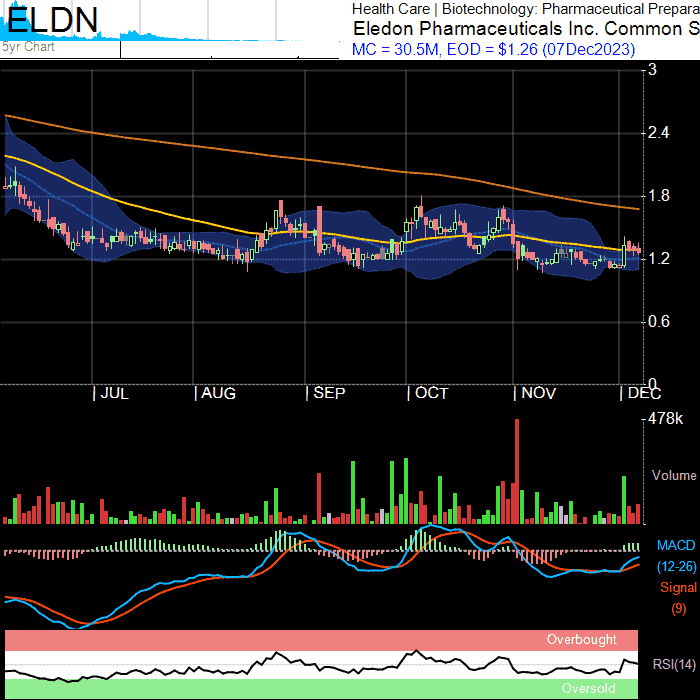 ELDN
5yr Chart
Health Care | Biotechnology: Pharmaceutical Prepara
Eledon Pharmaceuticals Inc. Common S
MC = 30.5M, EOD = $1.26 (07Dec2023)
3
2.4
1.8
1.2
0.6
0
| JUL | AUG | SEP | OCT | NOV | DEC
478k
Volume
MACD
(12-26)
Signal
(9)
Overbought
RSI(14)
Oversold